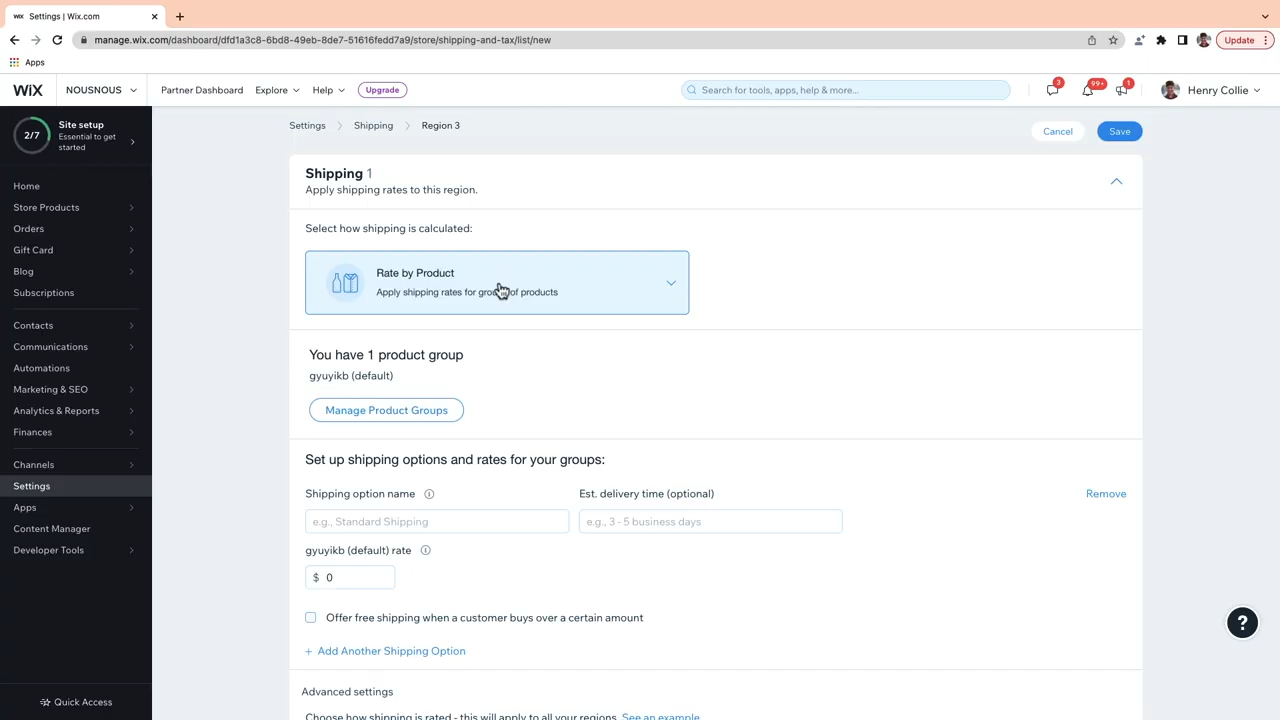 WIX Settings | Wix.com
manage.wix.com/dashboard/dfd1a3c8-6bd8-49eb-8de7-51616fedd7a9/store/shipping-and-tax/list/new
Update
Apps
WiX
NOUSNOUS
Partner Dashboard
Explore
Help
Upgrade
Search for tools, apps, help & more...
3
99+
1
Henry Collie
2/7
Site setup
Essential to get
started
Home
Store Products
Orders
Gift Card
Blog
Subscriptions
Contacts
Communications
Automations
Marketing & SEO
Analytics & Reports
Finances
Channels
Settings
Apps
Content Manager
Developer Tools
Quick Access
Settings
Shipping
Region 3
Cancel
Save
Shipping 1
Apply shipping rates to this region.
Select how shipping is calculated:
Rate by Product
Apply shipping rates for groups of products
You have 1 product group
gyuyikb (default)
Manage Product Groups
Set up shipping options and rates for your groups:
Shipping option name
Est. delivery time (optional)
Remove
e.g., Standard Shipping
e.g., 3 - 5 business days
gyuyikb (default) rate
$ 0
Offer free shipping when a customer buys over a certain amount
+ Add Another Shipping Option
?
Advanced settings
Choose how shipping is rated - this will apply to all your regions. See an example